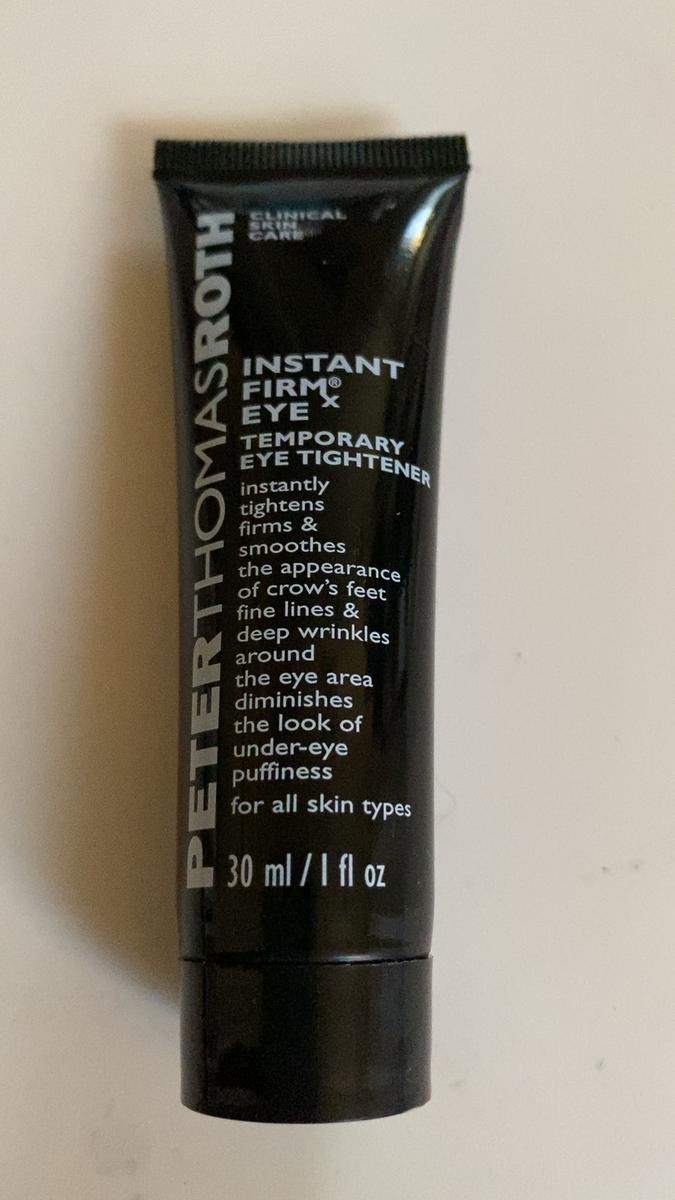 PETERTHOMASROTH
CLINICAL
SKIN
CARE
INSTANT
FIRMx®
EYE
TEMPORARY
EYE TIGHTENER
instantly
tightens
firms &
smoothes
the appearance
of crow's feet
fine lines &
deep wrinkles
around
the eye area
diminishes
the look of
under-eye
puffiness
for all skin types
30 ml / 1 fl oz